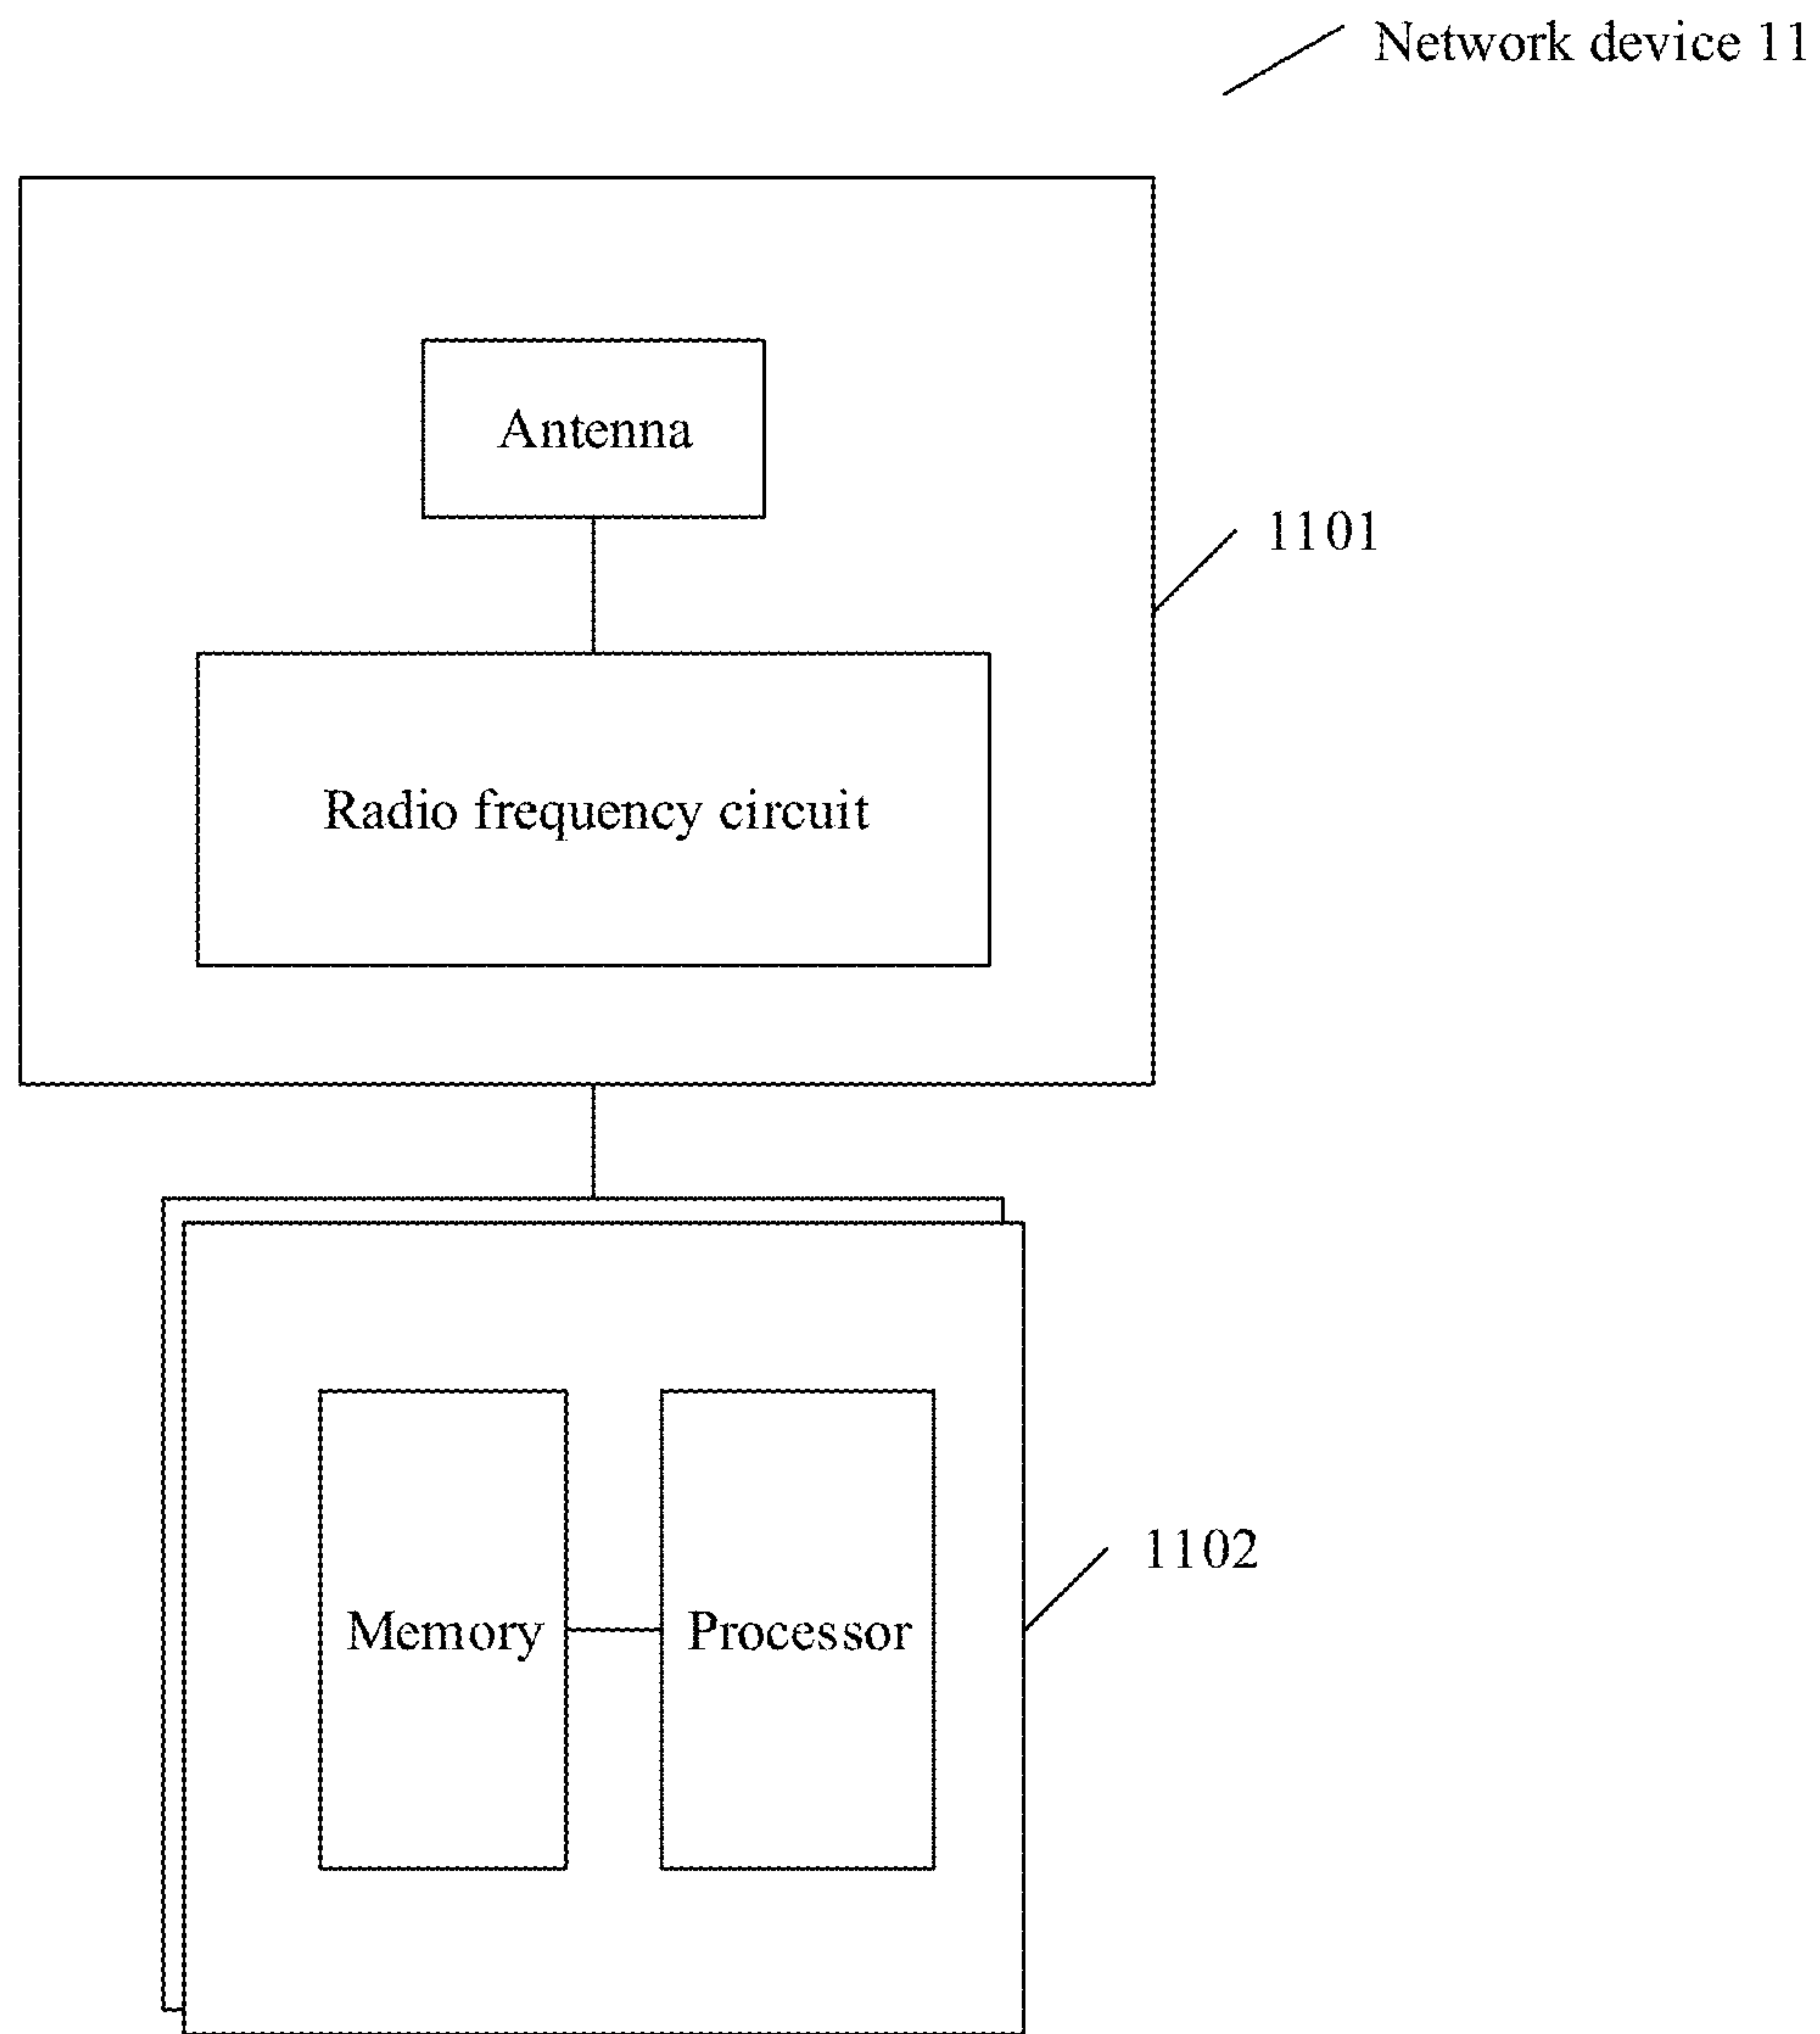 Network device 11
Antenna
1101
Radio frequency circuit
1102
Memory
Processor